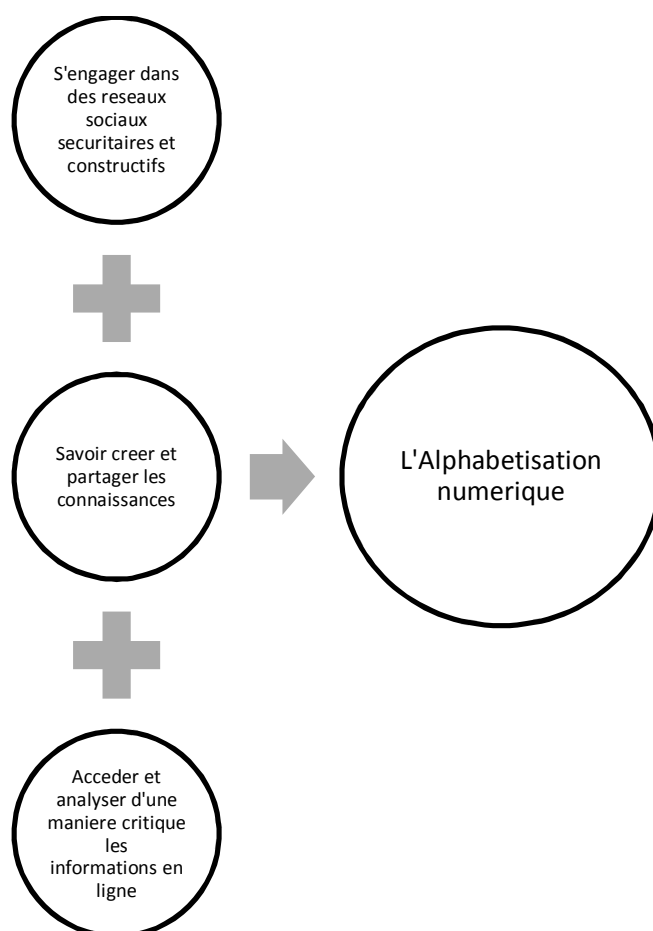 S'engager dans
des reseaux
sociaux
securitaires et
constructifs
Savoir creer et
partager les
connaissances
L'Alphabetisation
numerique
Acceder et
analyser d'une
maniere critique
les
informations en
ligne